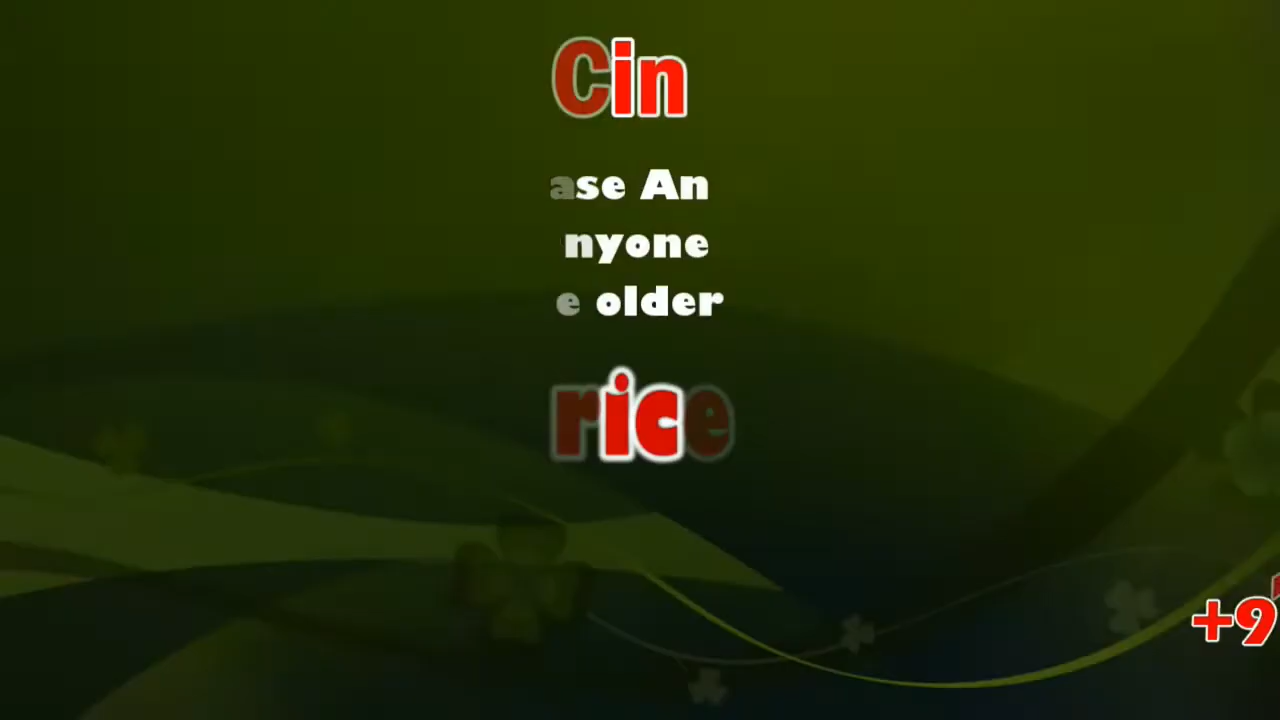 Cin
ase An
nyone
e older
rice
+9